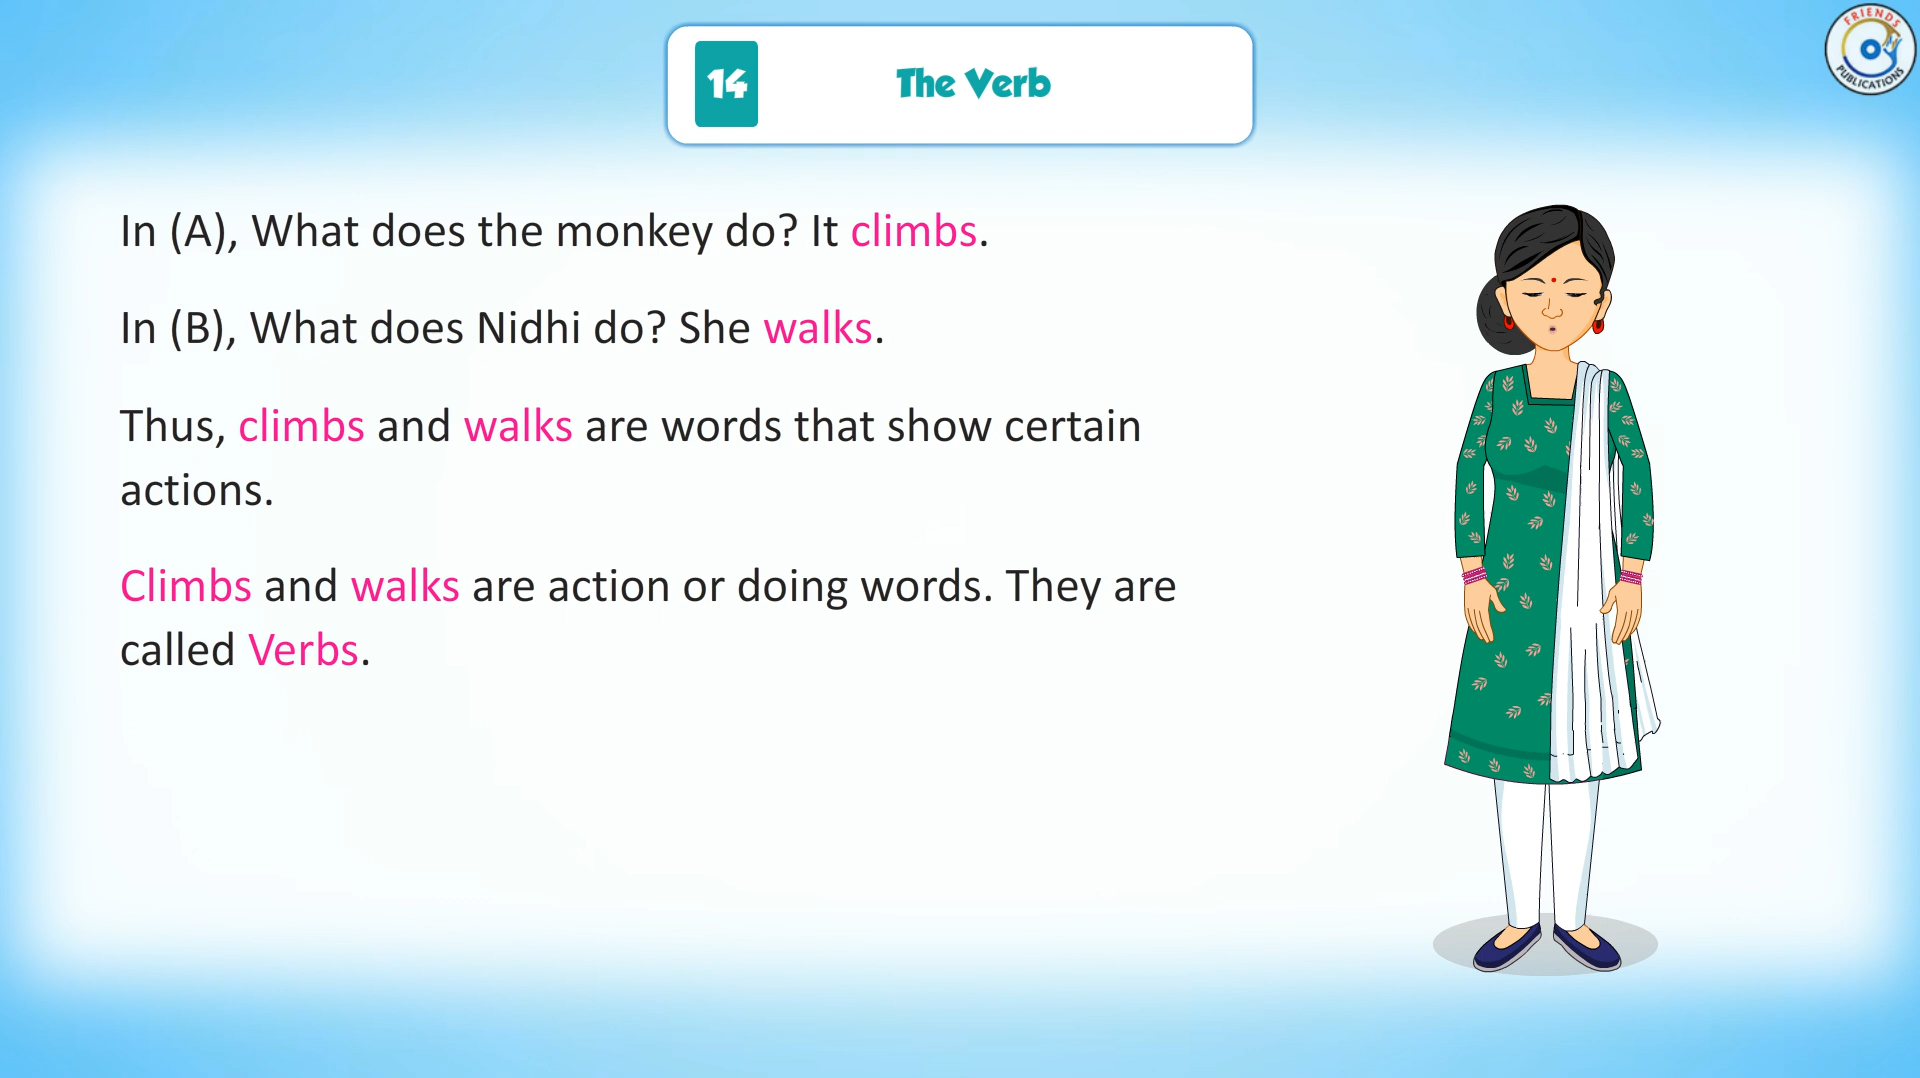 14 The Verb
FRIENDS
PUBLICATIONS
In (A), What does the monkey do? It climbs.
In (B), What does Nidhi do? She walks.
Thus, climbs and walks are words that show certain
actions.
Climbs and walks are action or doing words. They are
called Verbs.